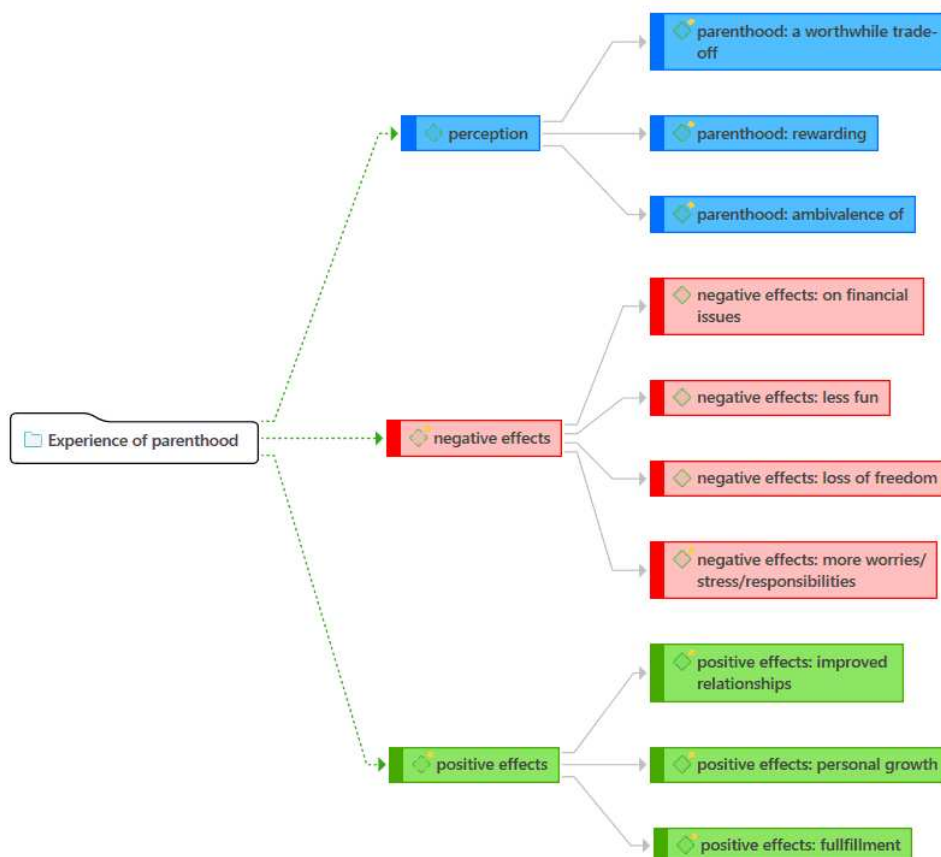 parenthood: a worthwhile trade-
off
perception
parenthood: rewarding
parenthood: ambivalence of
negative effects: on financial
issues
negative effects: less fun
Experience of parenthood
negative effects
negative effects: loss of freedom
negative effects: more worries/
stress/responsibilities
positive effects: improved
relationships
positive effects
positive effects: personal growth
positive effects: fullfillment